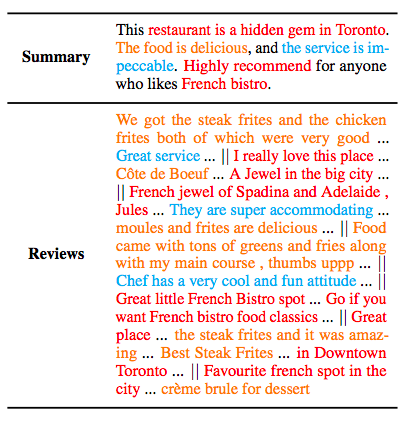 Summary
This restaurant is a hidden gem in Toronto.
The food is delicious, and the service is im-
peccable. Highly recommend for anyone
who likes French bistro.
Reviews
We got the steak frites and the chicken
frites both of which were very good ...
Great service ... || I really love this place ...
Côte de Boeuf ... A Jewel in the big city ...
|| French jewel of Spadina and Adelaide ,
Jules ... They are super accommodating ...
moules and frites are delicious ... || Food
came with tons of greens and fries along
with my main course , thumbs uppp ... ||
Chef has a very cool and fun attitude ... ||
Great little French Bistro spot ... Go if you
want French bistro food classics ... || Great
place ... the steak frites and it was amaz-
ing ... Best Steak Frites ... in Downtown
Toronto ... || Favourite french spot in the
city ... crème brule for dessert